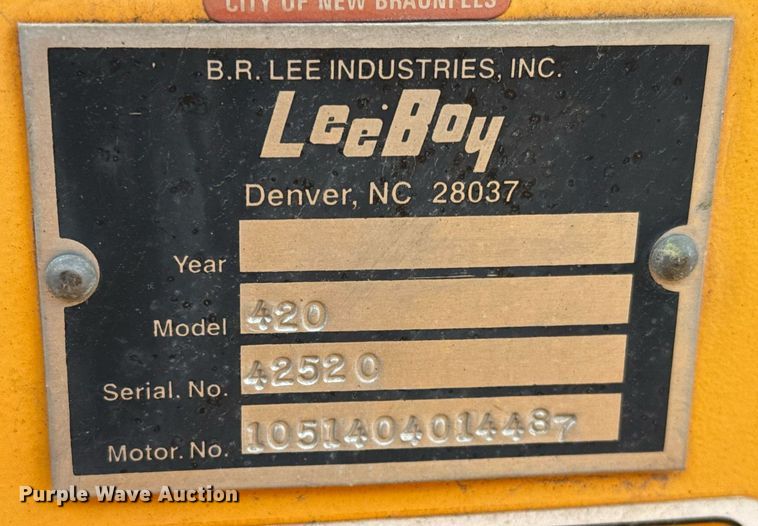 CITY OF NEW BRAUNFELS
B.R. LEE INDUSTRIES, INC.
LeeBoy
Denver, NC 28037
Year
Model 420
Serial. No. 42520
Motor. No. 1051404014487
Purple Wave Auction